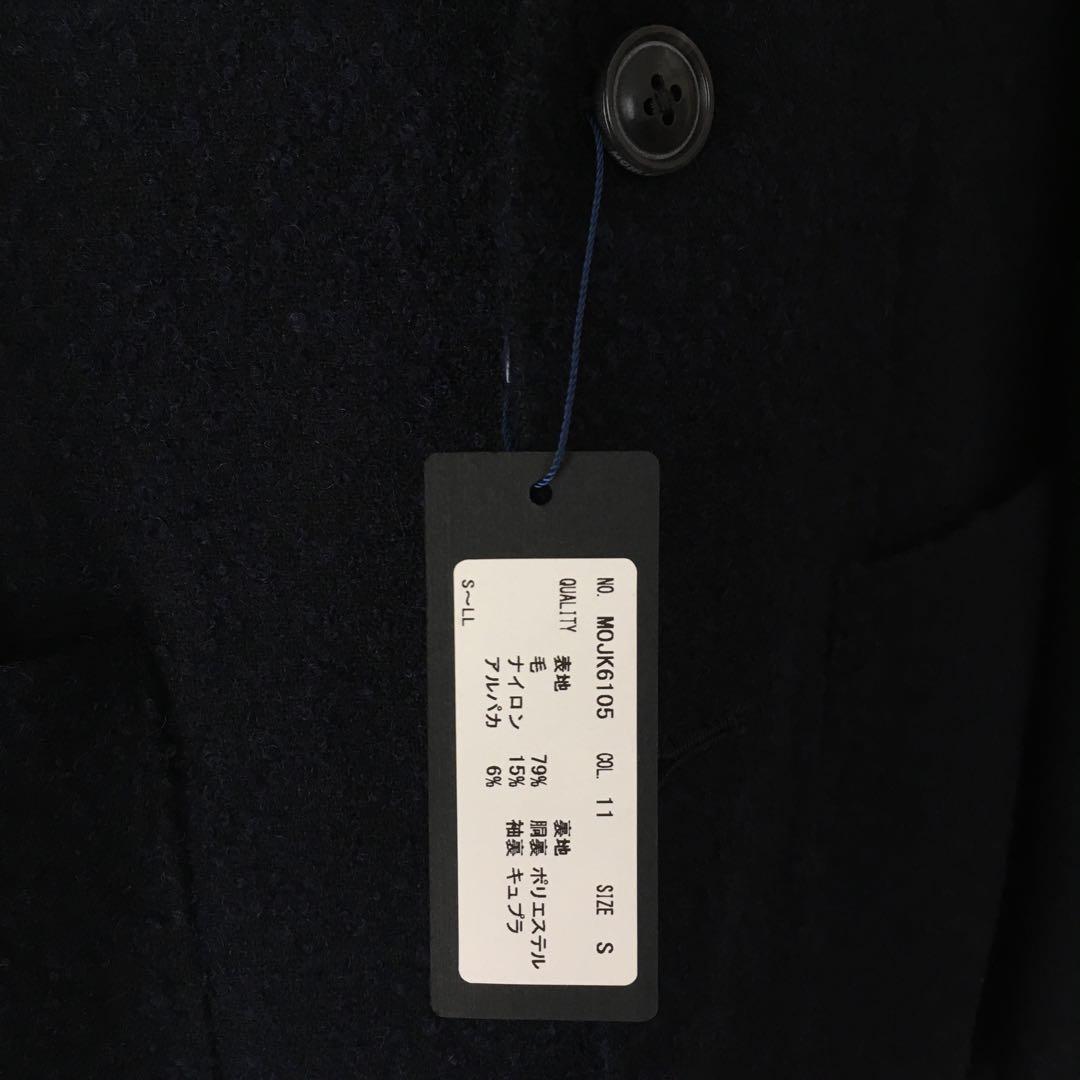 NO. MOJK6105 COL. 11 SIZE S
QUALITY 表地 裏地
毛 79% 胴裏 ポリエステル
ナイロン 15% 袖裏 キュプラ
アルパカ 6%
S～LL